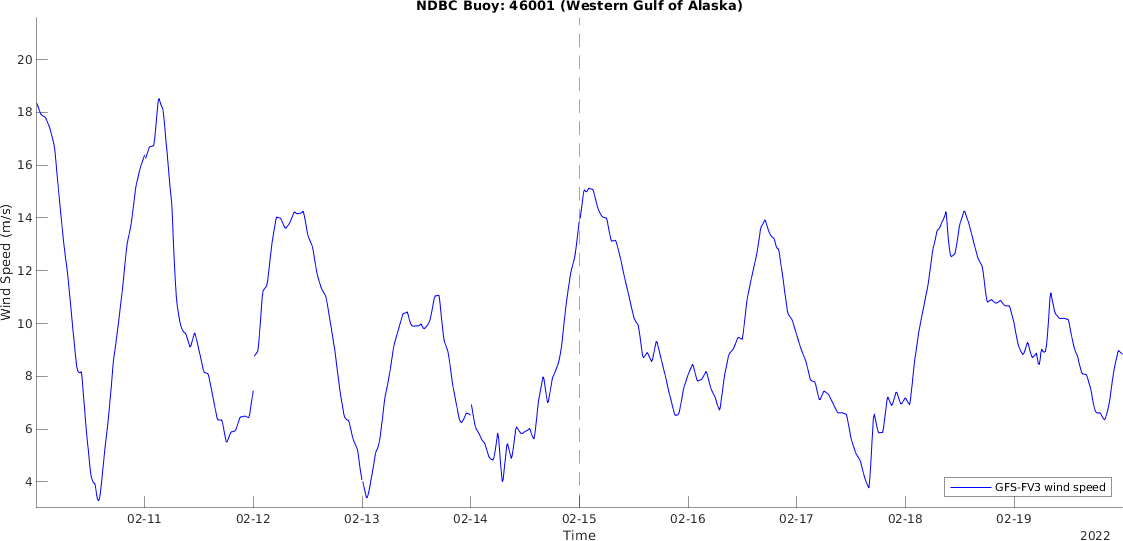 NDBC Buoy: 46001 (Western Gulf of Alaska)
Wind Speed (m/s)
20
18
16
14
12
10
8
6
4
GFS-FV3 wind speed
02-11 02-12 02-13 02-14 02-15 02-16 02-17 02-18 02-19
Time
2022